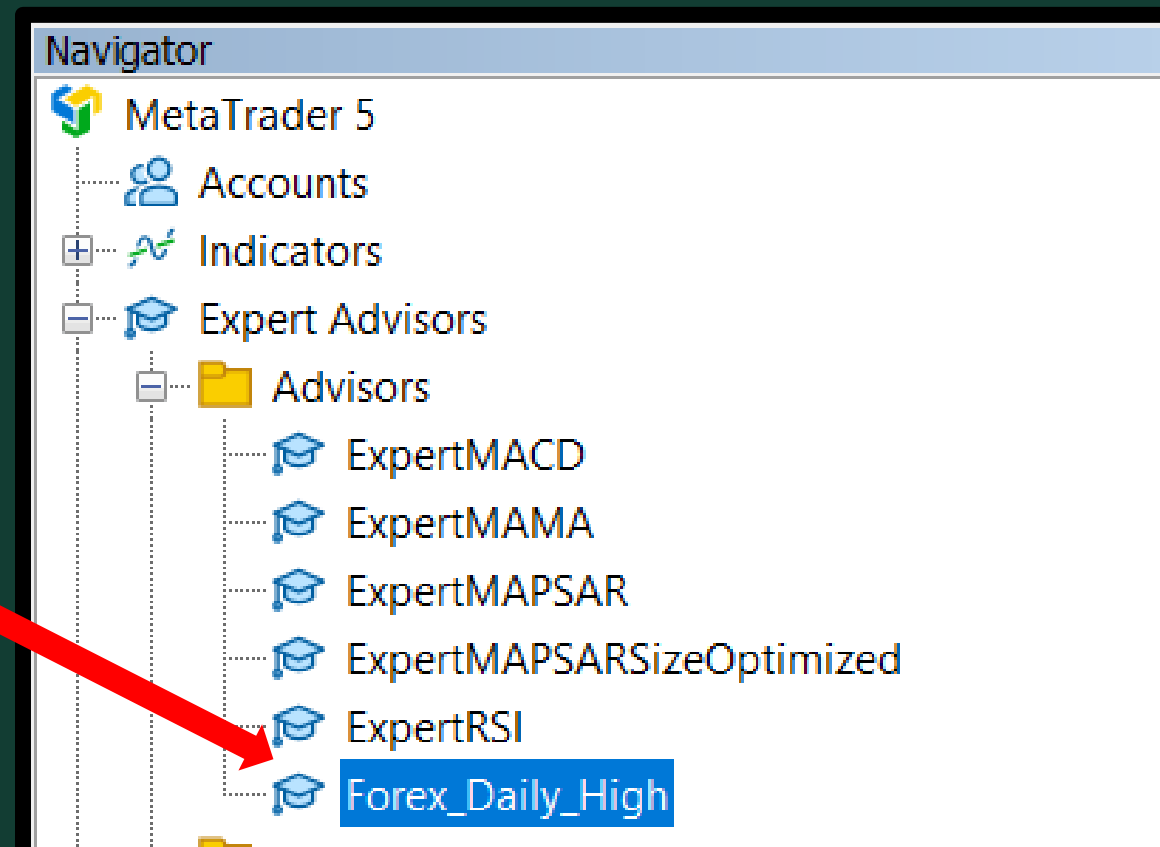 Navigator
MetaTrader 5
Accounts
Indicators
Expert Advisors
Advisors
ExpertMACD
ExpertMAMA
ExpertMAPSAR
ExpertMAPSARSizeOptimized
ExpertRSI
Forex_Daily_High